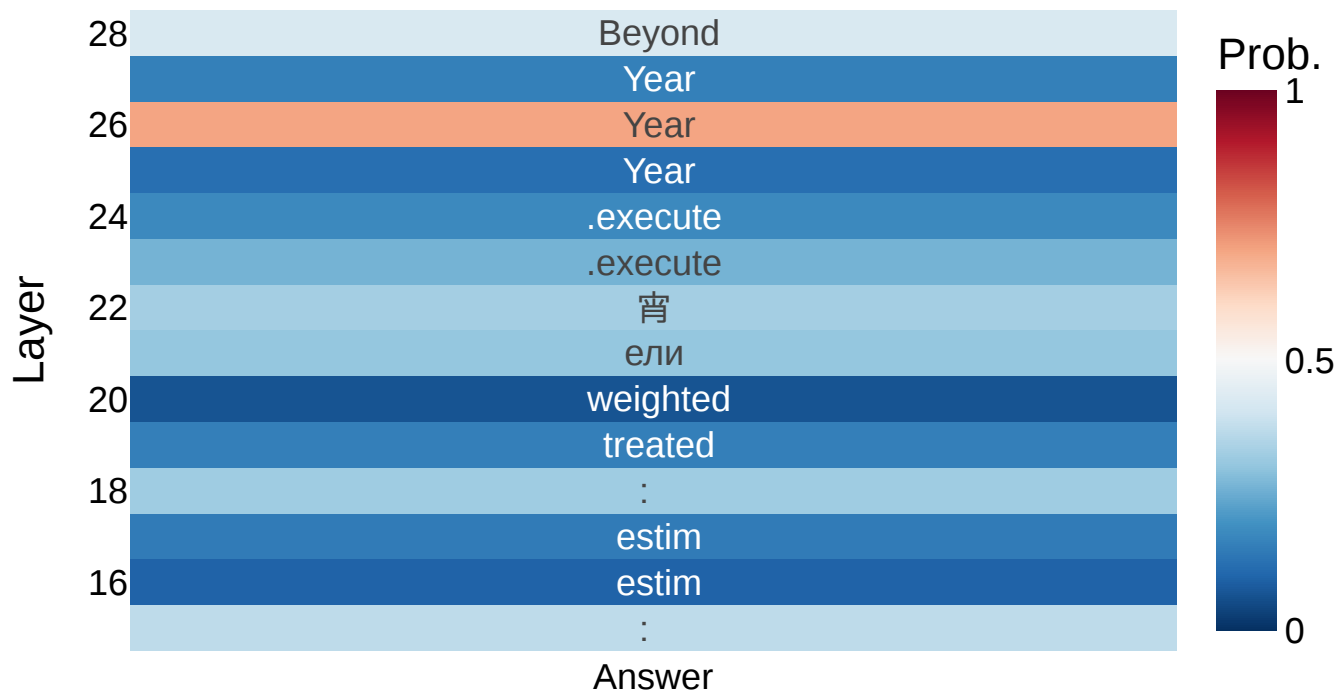 28 Beyond
Year
26 Year
Year
24 .execute
.execute
22 宵
ели
20 weighted
treated
18 :
estim
16 estim
:
Layer
Answer
Prob.
1
0.5
0